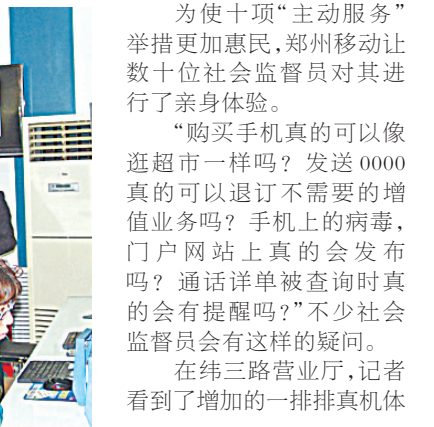 为使十项“主动服务”
举措更加惠民,郑州移动让
数十位社会监督员对其进
行了亲身体验。
“购买手机真的可以像
逛超市一样吗？发送0000
真的可以退订不需要的增
值业务吗？手机上的病毒,
门户网站上真的会发布
吗？通话详单被查询时真
的会有提醒吗?”不少社会
监督员会有这样的疑问。
在纬三路营业厅,记者
看到了增加的一排排真机体